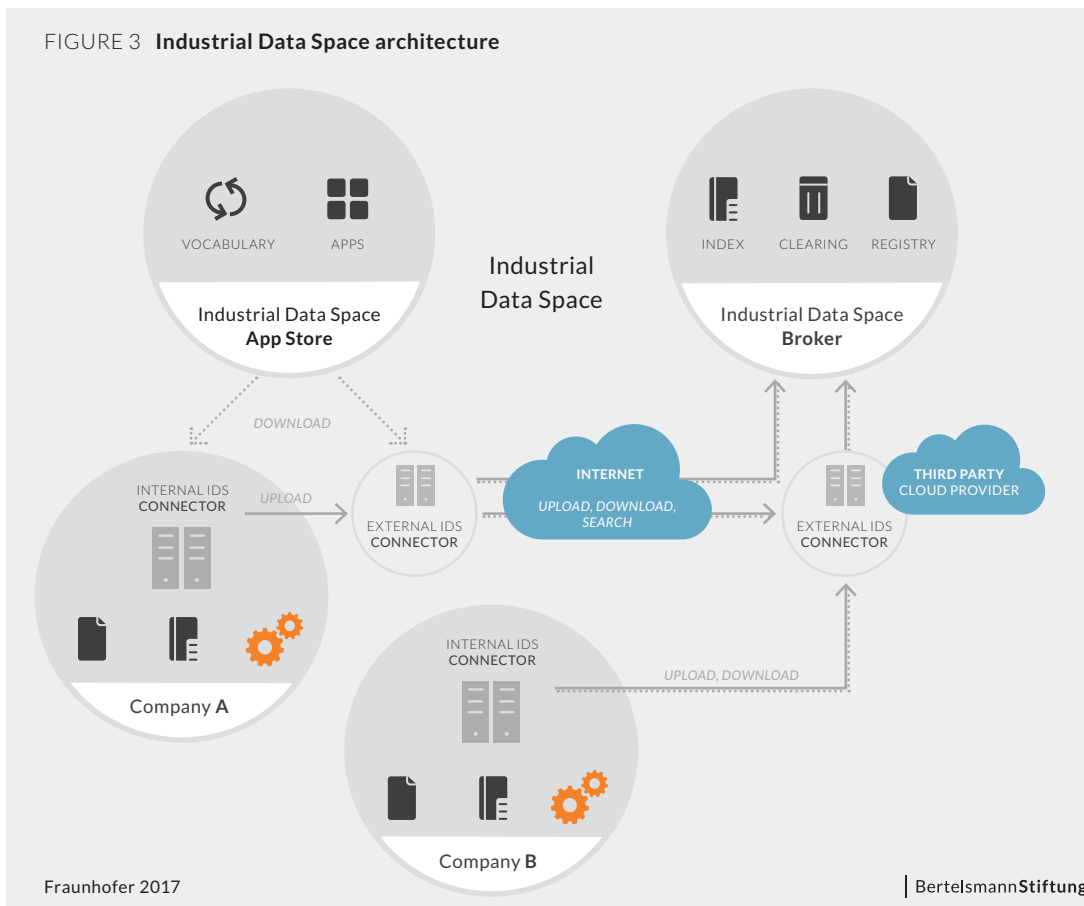 FIGURE 3 Industrial Data Space architecture
VOCABULARY
APPS
Industrial Data Space
App Store
Industrial
Data Space
INDEX
CLEARING
REGISTRY
Industrial Data Space
Broker
DOWNLOAD
INTERNAL IDS
CONNECTOR
UPLOAD
EXTERNAL IDS
CONNECTOR
INTERNET
UPLOAD, DOWNLOAD,
SEARCH
THIRD PARTY
CLOUD PROVIDER
EXTERNAL IDS
CONNECTOR
Company A
INTERNAL IDS
CONNECTOR
UPLOAD, DOWNLOAD
Company B
Fraunhofer 2017
BertelsmannStiftung